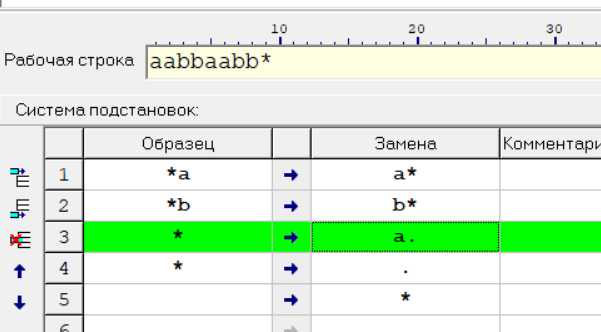 10 20 30
Рабочая строка aabbaabb*
Система подстановок:
Образец Замена Комментари
1 *a → a*
2 *b → b*
3 * → a.
4 * → .
5 → *
6 →